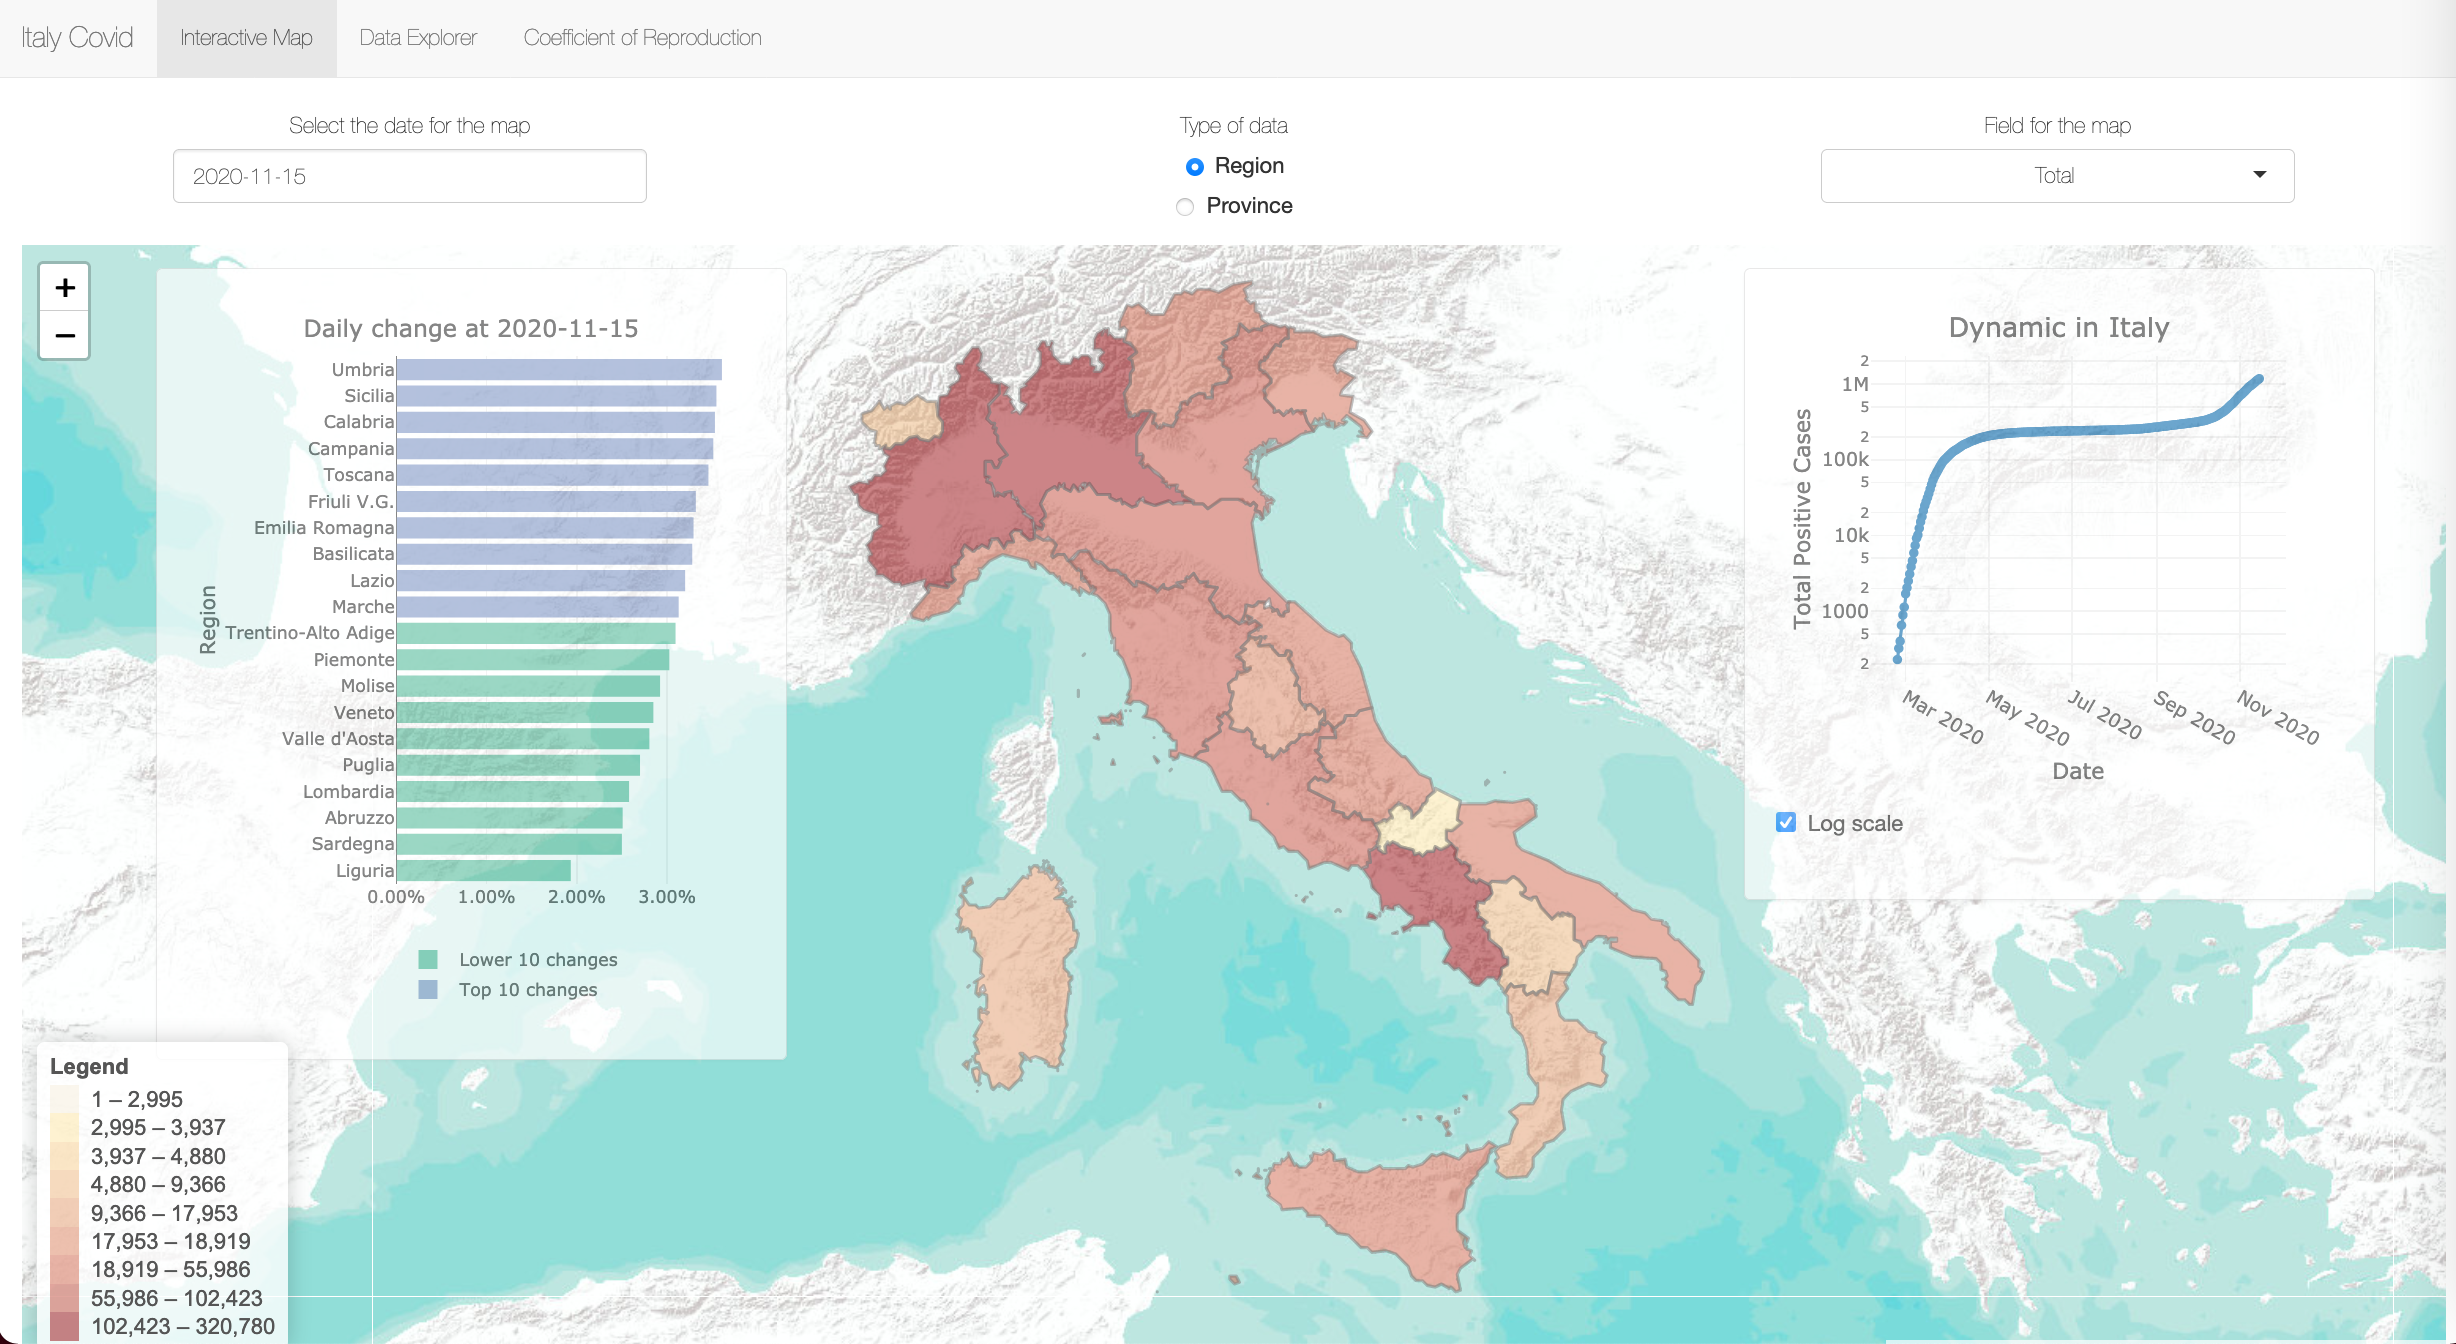 Italy Covid Interactive Map Data Explorer Coefficient of Reproduction
Select the date for the map
2020-11-15
Type of data
Region
Province
Field for the map
Total
+
−
Daily change at 2020-11-15
Region
Umbria
Sicilia
Calabria
Campania
Toscana
Friuli V.G.
Emilia Romagna
Basilicata
Lazio
Marche
Trentino-Alto Adige
Piemonte
Molise
Veneto
Valle d'Aosta
Puglia
Lombardia
Abruzzo
Sardegna
Liguria
0.00% 1.00% 2.00% 3.00%
Lower 10 changes
Top 10 changes
Legend
1 – 2,995
2,995 – 3,937
3,937 – 4,880
4,880 – 9,366
9,366 – 17,953
17,953 – 18,919
18,919 – 55,986
55,986 – 102,423
102,423 – 320,780
Dynamic in Italy
Total Positive Cases
2
1M
5
2
100k
5
2
10k
5
2
1000
5
2
Mar 2020 May 2020 Jul 2020 Sep 2020 Nov 2020
Date
Log scale